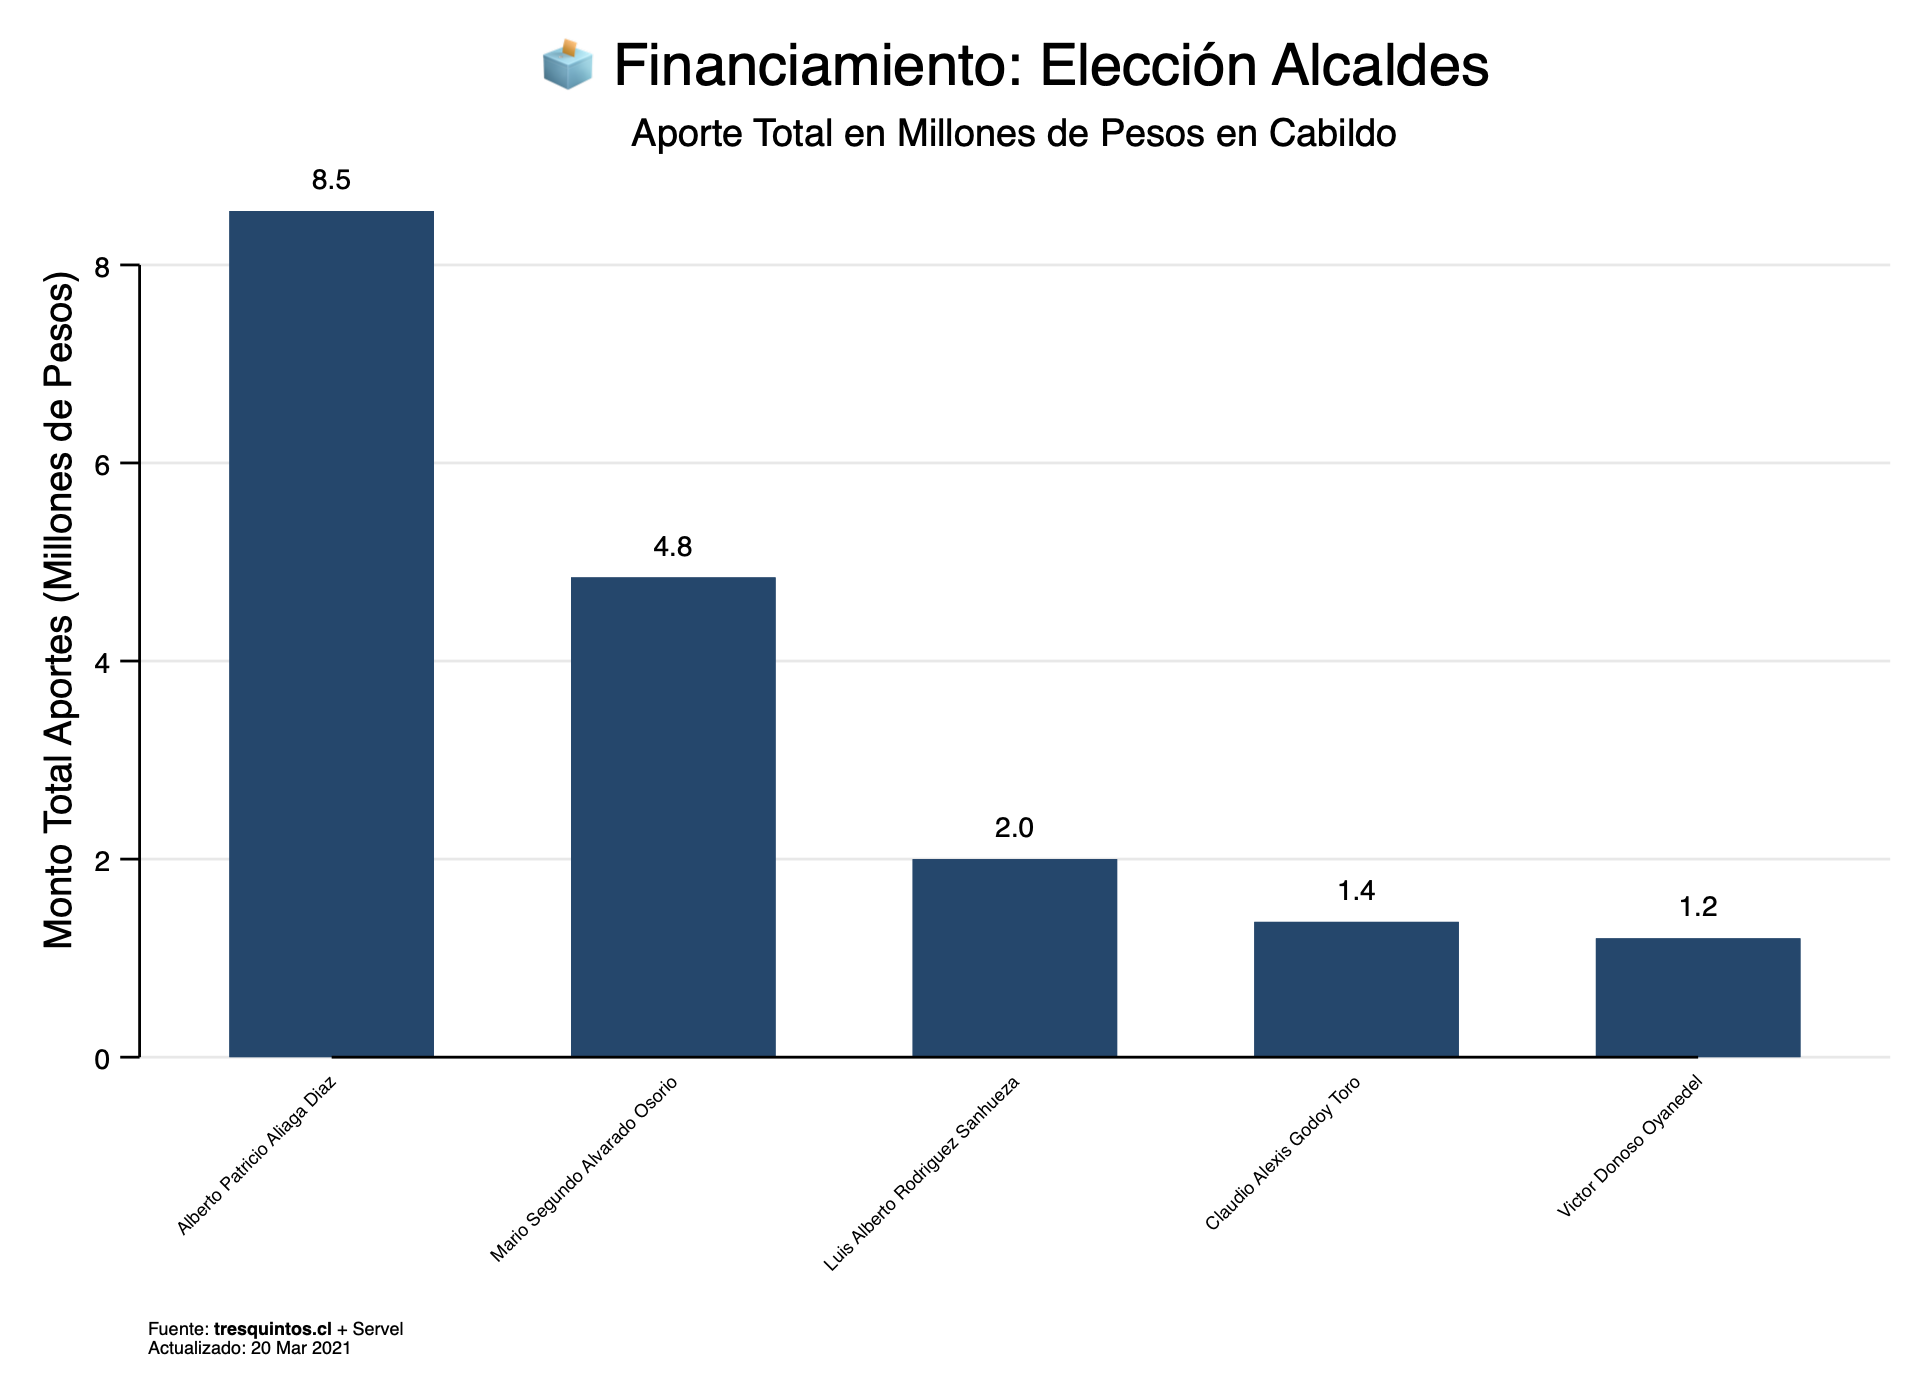 🗳️ Financiamiento: Elección Alcaldes
Aporte Total en Millones de Pesos en Cabildo
Monto Total Aportes (Millones de Pesos)
8
6
4
2
0
8.5
4.8
2.0
1.4
1.2
Alberto Patricio Aliaga Diaz
Mario Segundo Alvarado Osorio
Luis Alberto Rodriguez Sanhueza
Claudio Alexis Godoy Toro
Victor Donoso Oyanedel
Fuente: tresquintos.cl + Servel
Actualizado: 20 Mar 2021